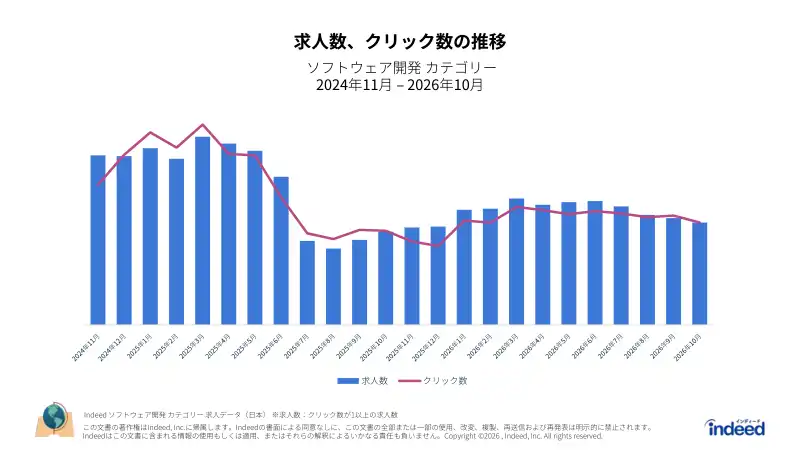 求人数、クリック数の推移
ソフトウェア開発 カテゴリー
2024年11月 – 2026年10月
2024年11月
2024年12月
2025年1月
2025年2月
2025年3月
2025年4月
2025年5月
2025年6月
2025年7月
2025年8月
2025年9月
2025年10月
2025年11月
2025年12月
2026年1月
2026年2月
2026年3月
2026年4月
2026年5月
2026年6月
2026年7月
2026年8月
2026年9月
2026年10月
求人数 クリック数
Indeed ソフトウェア開発 カテゴリー 求人データ（日本） ※求人数：クリック数が1以上の求人数
この文書の著作権はIndeed, Inc.に帰属します。Indeedの書面による同意なしに、この文書の全部または一部の使用、改変、複製、再送信および再発表は明示的に禁止されます。
Indeedはこの文書に含まれる情報の使用もしくは適用、またはそれらの解釈によるいかなる責任も負いません。Copyright ©2026 , Indeed, Inc. All rights reserved.
インディード
indeed